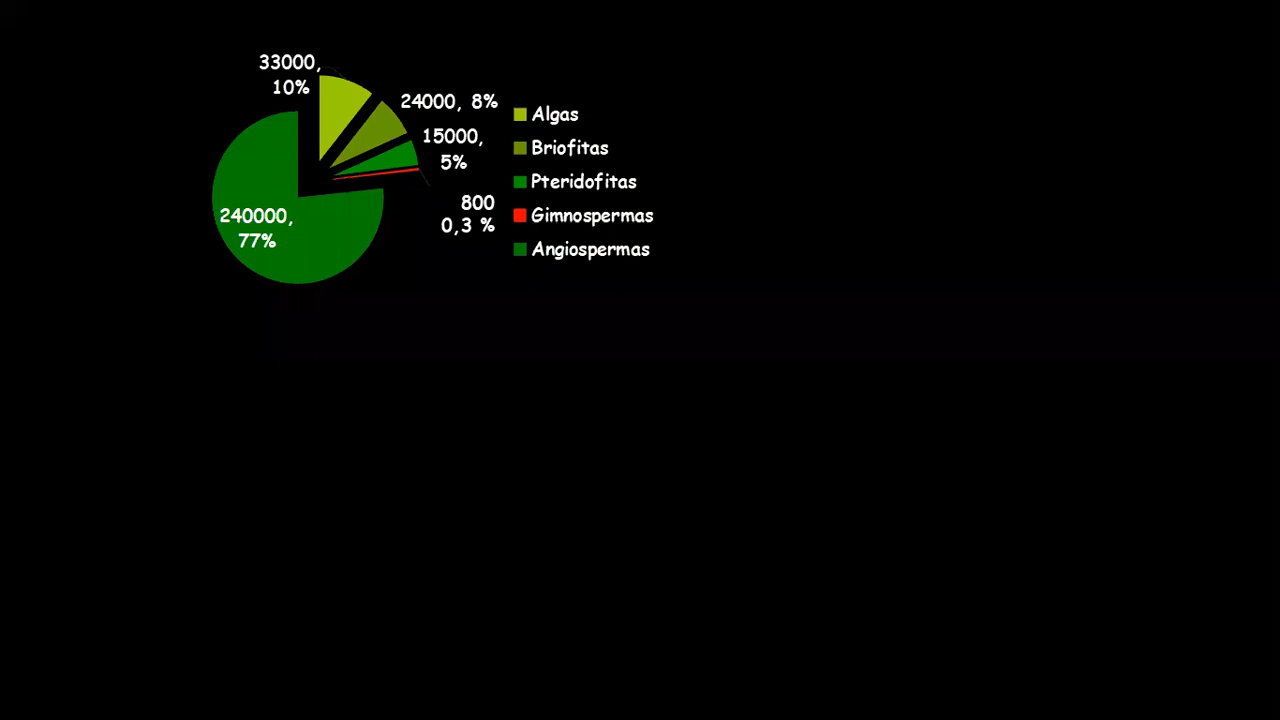 33000,
10%
24000, 8%
15000,
5%
800
0,3 %
240000,
77%
Algas
Briofitas
Pteridofitas
Gimnospermas
Angiospermas